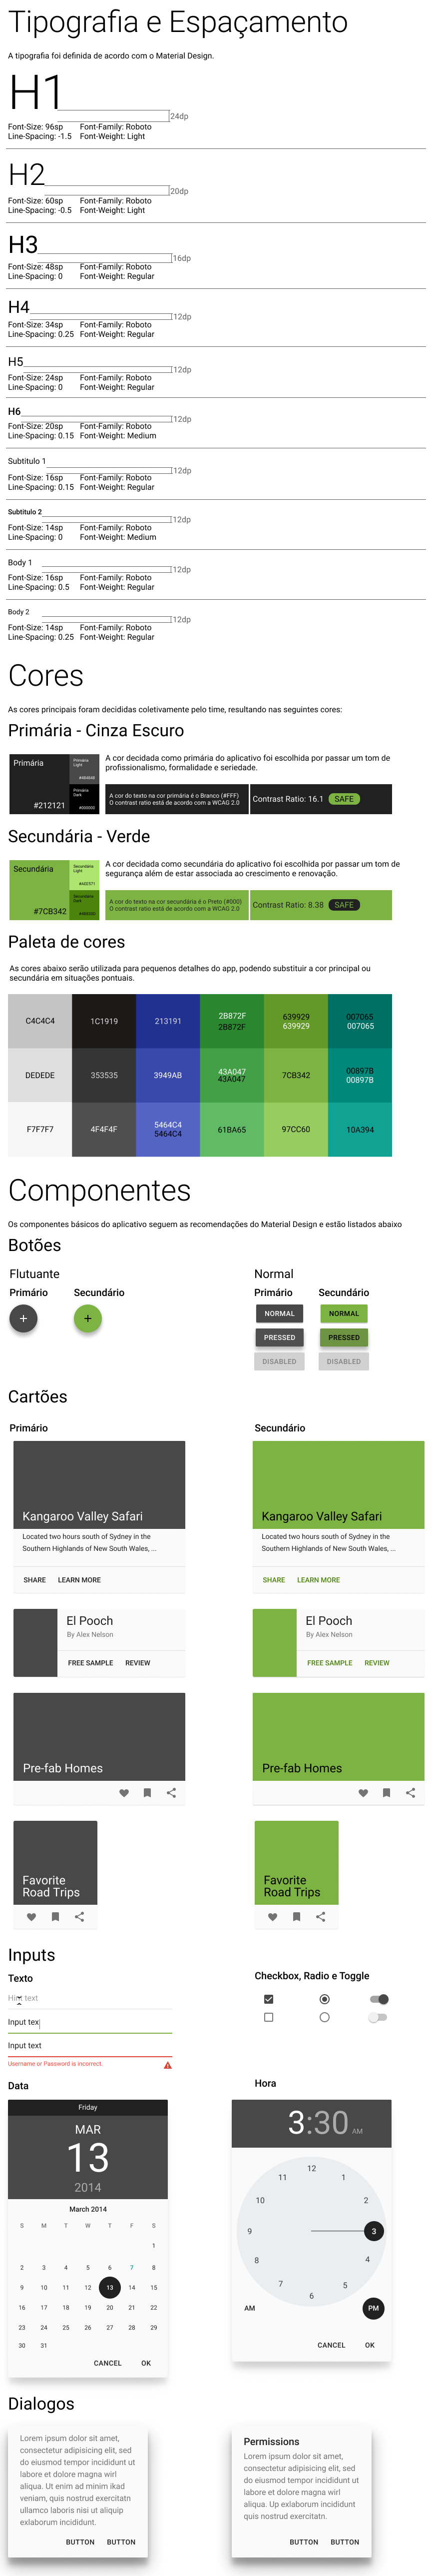 Tipografia e Espaçamento
A tipografia foi definida de acordo com o Material Design.
H1
24dp
Font-Size: 96sp Font-Family: Roboto
Line-Spacing: -1.5 Font-Weight: Light
H2
20dp
Font-Size: 60sp Font-Family: Roboto
Line-Spacing: -0.5 Font-Weight: Light
H3
16dp
Font-Size: 48sp Font-Family: Roboto
Line-Spacing: 0 Font-Weight: Regular
H4
12dp
Font-Size: 34sp Font-Family: Roboto
Line-Spacing: 0.25 Font-Weight: Regular
H5
12dp
Font-Size: 24sp Font-Family: Roboto
Line-Spacing: 0 Font-Weight: Regular
H6
12dp
Font-Size: 20sp Font-Family: Roboto
Line-Spacing: 0.15 Font-Weight: Medium
Subtitulo 1
12dp
Font-Size: 16sp Font-Family: Roboto
Line-Spacing: 0.15 Font-Weight: Regular
Subtitulo 2
12dp
Font-Size: 14sp Font-Family: Roboto
Line-Spacing: 0 Font-Weight: Medium
Body 1
12dp
Font-Size: 16sp Font-Family: Roboto
Line-Spacing: 0.5 Font-Weight: Regular
Body 2
12dp
Font-Size: 14sp Font-Family: Roboto
Line-Spacing: 0.25 Font-Weight: Regular
Cores
As cores principais foram decididas coletivamente pelo time, resultando nas seguintes cores:
Primária - Cinza Escuro
Primária
#212121
Primária
Light
#484848
Primária
Dark
#000000
A cor decidada como primária do aplicativo foi escolhida por passar um tom de
profissionalismo, formalidade e seriedade.
A cor do texto na cor primária é o Branco (#FFF)
O contrast ratio está de acordo com a WCAG 2.0
Contrast Ratio: 16.1 SAFE
Secundária - Verde
Secundária
#7CB342
Secundária
Light
#AEE571
Secundária
Dark
#4B8300
A cor decidada como secundária do aplicativo foi escolhida por passar um tom de
segurança além de estar associada ao crescimento e renovação.
A cor do texto na cor secundária é o Preto (#000)
O contrast ratio está de acordo com a WCAG 2.0
Contrast Ratio: 8.38 SAFE
Paleta de cores
As cores abaixo serão utilizada para pequenos detalhes do app, podendo substituir a cor principal ou
secundária em situações pontuais.
C4C4C4 1C1919 213191 2B872F 639929 007065
2B872F 639929 007065
DEDEDE 353535 3949AB 43A047 7CB342 00897B
43A047 00897B
F7F7F7 4F4F4F 5464C4 61BA65 97CC60 10A394
5464C4
Componentes
Os componentes básicos do aplicativo seguem as recomendações do Material Design e estão listados abaixo
Botões
Flutuante
Primário Secundário
Normal
Primário Secundário
NORMAL NORMAL
PRESSED PRESSED
DISABLED DISABLED
Cartões
Primário
Secundário
Kangaroo Valley Safari
Located two hours south of Sydney in the
Southern Highlands of New South Wales, ...
SHARE LEARN MORE
Kangaroo Valley Safari
Located two hours south of Sydney in the
Southern Highlands of New South Wales, ...
SHARE LEARN MORE
El Pooch
By Alex Nelson
FREE SAMPLE REVIEW
El Pooch
By Alex Nelson
FREE SAMPLE REVIEW
Pre-fab Homes
Pre-fab Homes
Favorite
Road Trips
Favorite
Road Trips
Inputs
Texto
Hint text
Input tex
Input text
Username or Password is incorrect.
Checkbox, Radio e Toggle
Data
Friday
MAR
13
2014
March 2014
S M T W T F S
1
2 3 4 5 6 7 8
9 10 11 12 13 14 15
16 17 18 19 20 21 22
23 24 25 26 27 28 29
30 31
CANCEL OK
Hora
3:30 AM
12
11 1
10 2
9 3
8 4
7 5
6
AM PM
CANCEL OK
Dialogos
Lorem ipsum dolor sit amet,
consectetur adipisicing elit, sed
do eiusmod tempor incididunt ut
labore et dolore magna wirl
aliqua. Ut enim ad minim ikad
veniam, quis nostrud exercitatn
ullamco laboris nisi ut aliquip
exlaborum incididunt.
BUTTON BUTTON
Permissions
Lorem ipsum dolor sit amet,
consectetur adipisicing elit, sed
do eiusmod tempor incididunt ut
labore et dolore magna wirl
aliqua. Up exlaborum incididunt
quis nostrud exercitatn.
BUTTON BUTTON